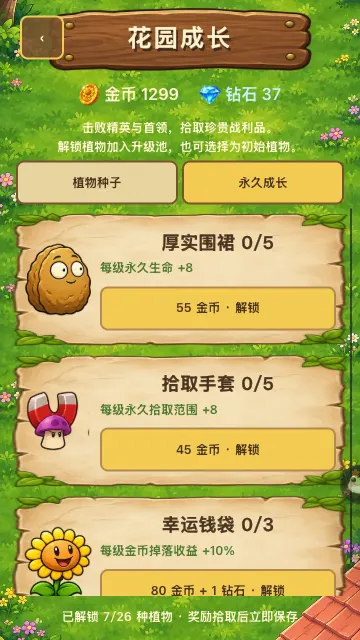 ‹
花园成长
金币 1299
钻石 37
击败精英与首领，拾取珍贵战利品。
解锁植物加入升级池，也可选择为初始植物。
植物种子
永久成长
厚实围裙 0/5
每级永久生命 +8
55 金币 · 解锁
拾取手套 0/5
每级永久拾取范围 +8
45 金币 · 解锁
幸运钱袋 0/3
每级金币掉落收益 +10%
80 金币 + 1 钻石 · 解锁
已解锁 7/26 种植物 · 奖励拾取后立即保存